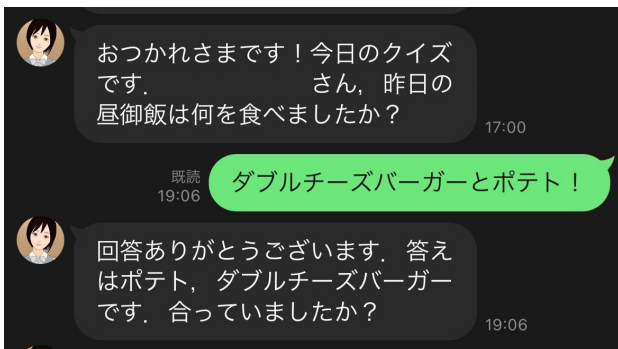 おつかれさまです！今日のクイズ
です． さん，昨日の
昼御飯は何を食べましたか？
17:00
既読
19:06
ダブルチーズバーガーとポテト！
回答ありがとうございます．答え
はポテト，ダブルチーズバーガー
です．合っていましたか？
19:06